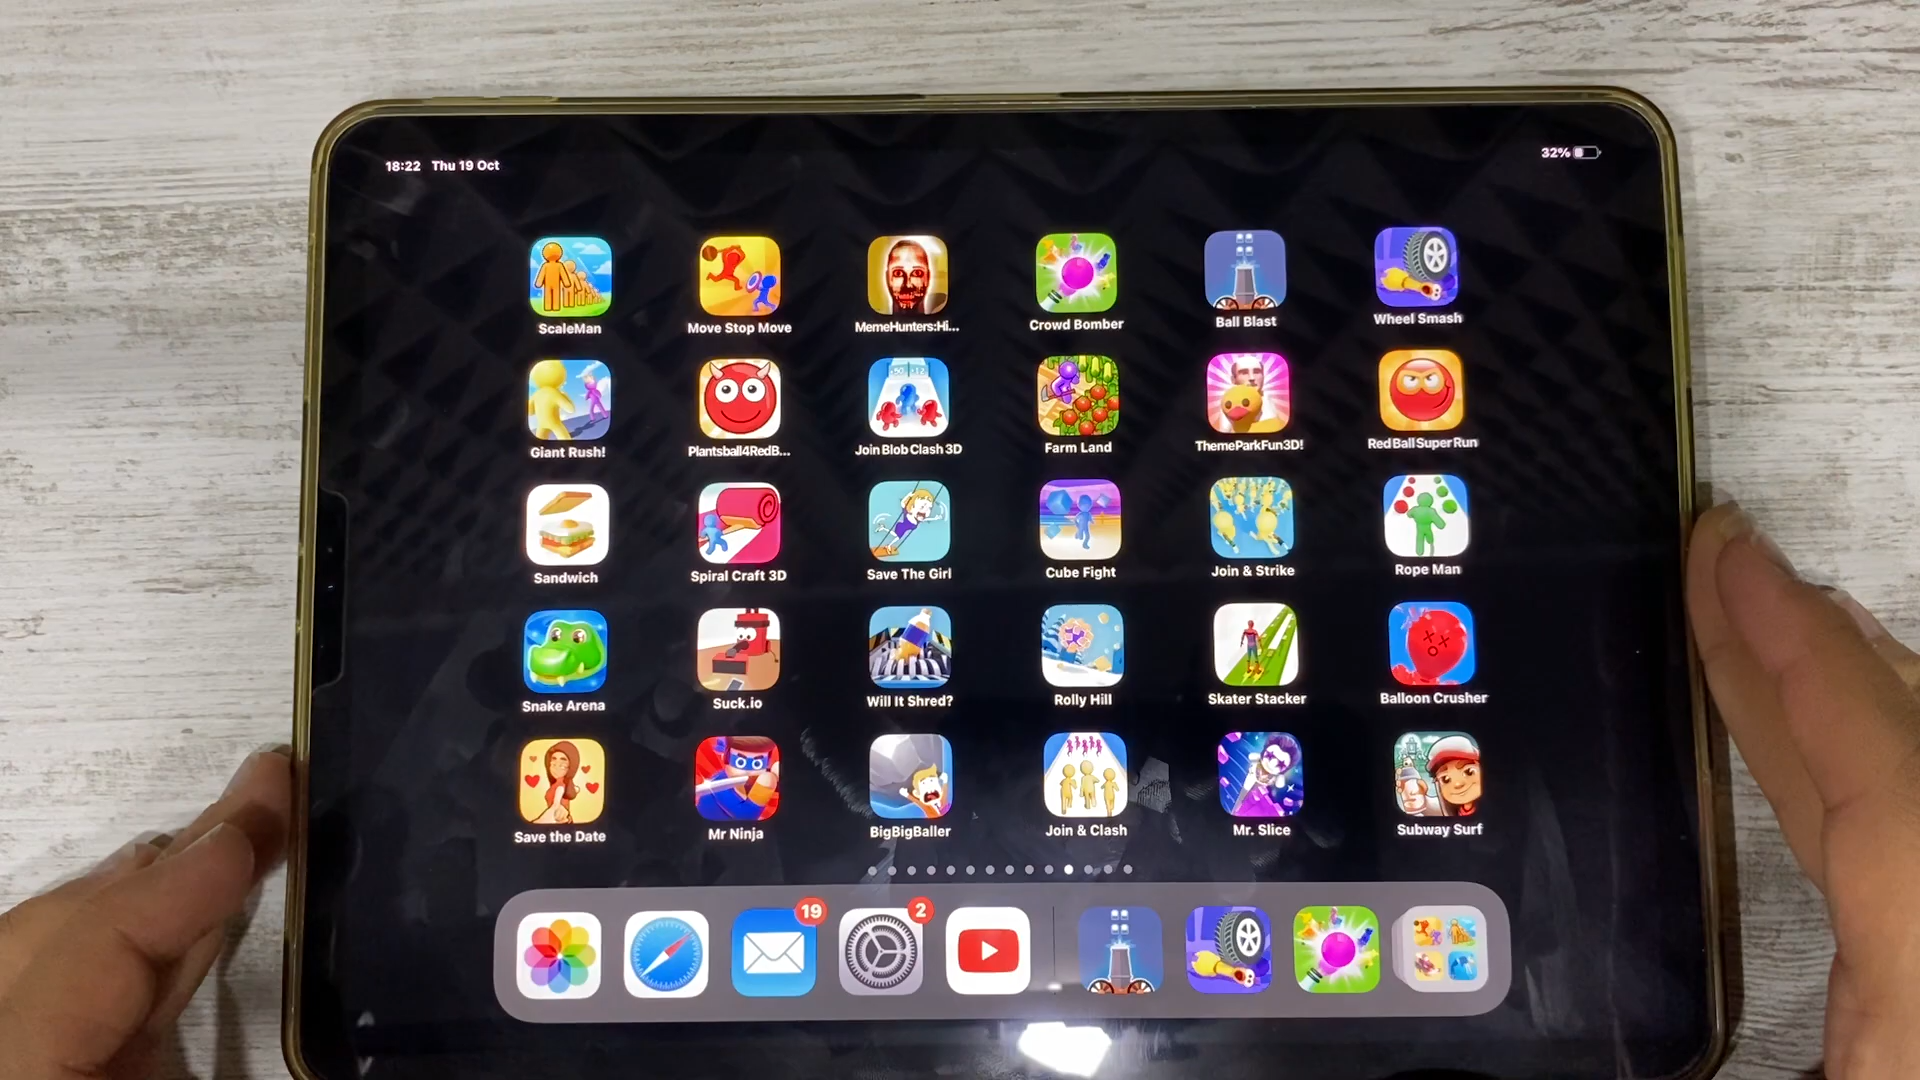 18:22 Thu 19 Oct
32%
ScaleMan
Move Stop Move
MemeHunters:Hi...
Crowd Bomber
Ball Blast
Wheel Smash
Giant Rush!
Plantsball4RedB...
Join Blob Clash 3D
Farm Land
ThemeParkFun3D!
Red Ball Super Run
Sandwich
Spiral Craft 3D
Save The Girl
Cube Fight
Join & Strike
Rope Man
Snake Arena
Suck.io
Will It Shred?
Rolly Hill
Skater Stacker
Balloon Crusher
Save the Date
Mr Ninja
BigBigBaller
Join & Clash
Mr. Slice
Subway Surf
19
2